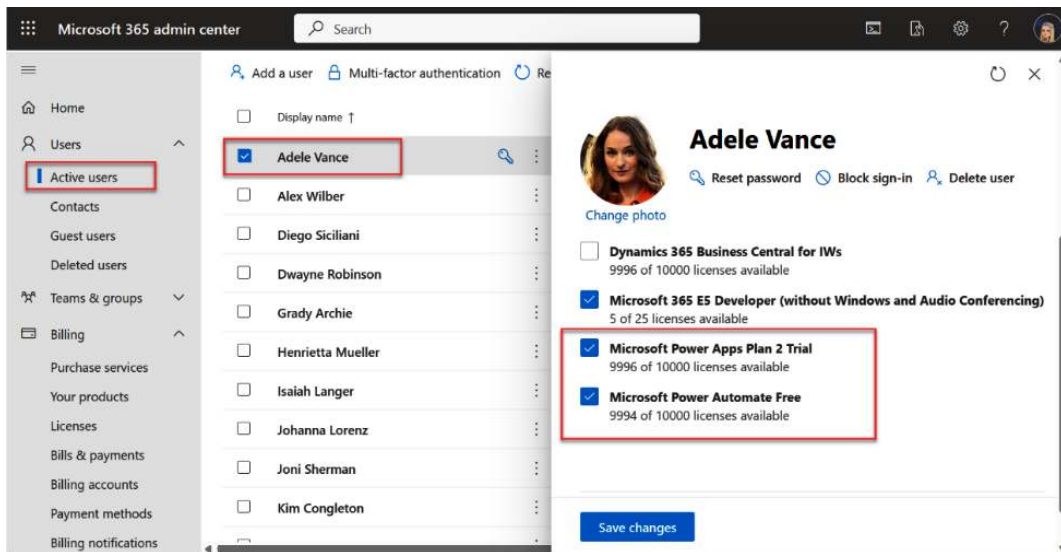 Microsoft 365 admin center
Search
?
Home
Users
Active users
Contacts
Guest users
Deleted users
Teams & groups
Billing
Purchase services
Your products
Licenses
Bills & payments
Billing accounts
Payment methods
Billing notifications
Add a user Multi-factor authentication Re
Display name ↑
Adele Vance
Alex Wilber
Diego Siciliani
Dwayne Robinson
Grady Archie
Henrietta Mueller
Isaiah Langer
Johanna Lorenz
Joni Sherman
Kim Congleton
Adele Vance
Reset password Block sign-in Delete user
Change photo
Dynamics 365 Business Central for IWs
9996 of 10000 licenses available
Microsoft 365 E5 Developer (without Windows and Audio Conferencing)
5 of 25 licenses available
Microsoft Power Apps Plan 2 Trial
9996 of 10000 licenses available
Microsoft Power Automate Free
9994 of 10000 licenses available
Save changes